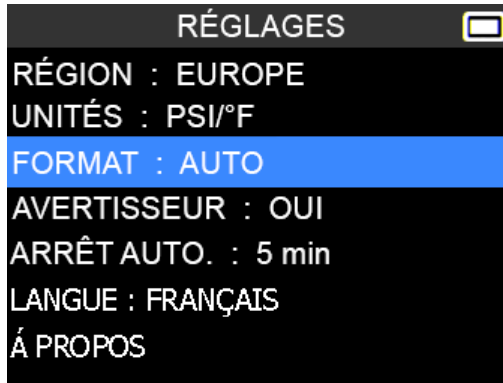 RÉGLAGES
RÉGION : EUROPE
UNITÉS : PSI/°F
FORMAT : AUTO
AVERTISSEUR : OUI
ARRÊT AUTO. : 5 min
LANGUE : FRANÇAIS
Á PROPOS